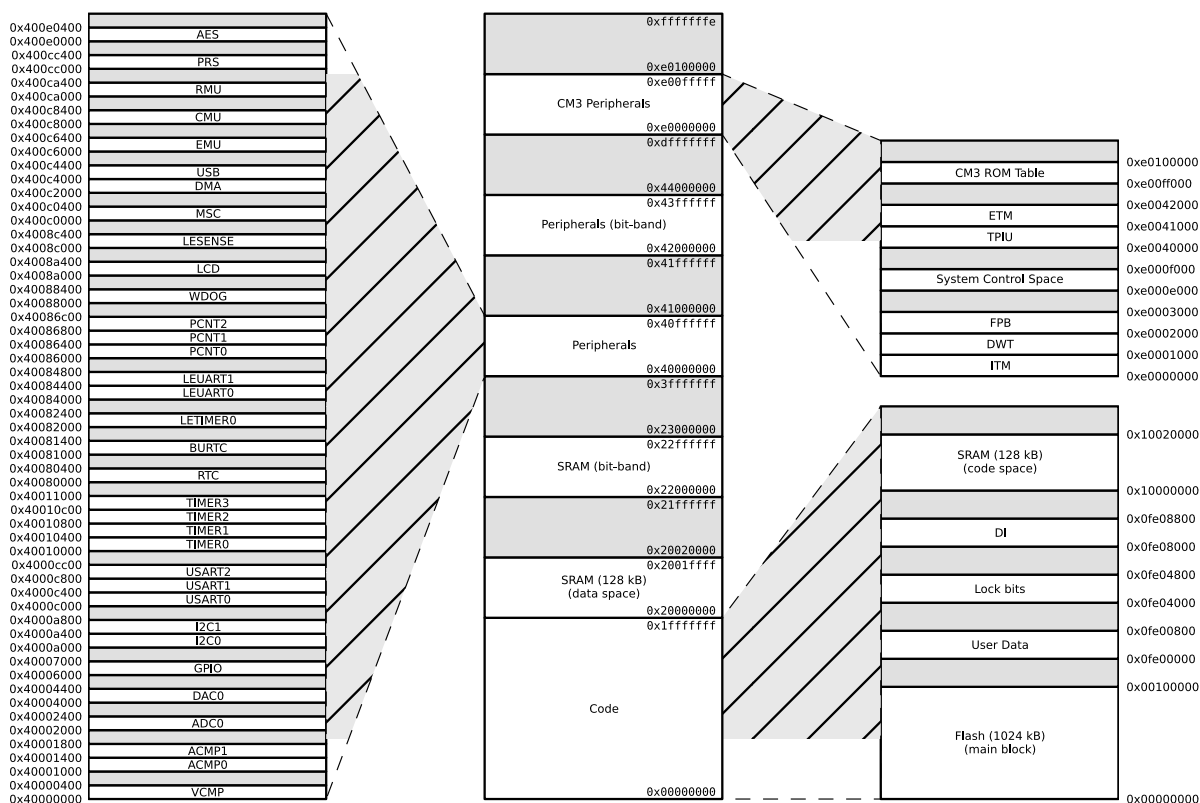 0x400e0400
AES
0x400e0000
0x400cc400
PRS
0x400cc000
0x400ca400
RMU
0x400ca000
0x400c8400
CMU
0x400c8000
0x400c6400
EMU
0x400c6000
0x400c4400
USB
0x400c4000
DMA
0x400c2000
0x400c0400
MSC
0x400c0000
0x4008c400
LESENSE
0x4008c000
0x4008a400
LCD
0x4008a000
0x40088400
WDOG
0x40088000
0x40086c00
PCNT2
0x40086800
PCNT1
0x40086400
PCNT0
0x40086000
0x40084800
LEUART1
0x40084400
LEUART0
0x40084000
0x40082400
LETIMER0
0x40082000
0x40081400
BURTC
0x40081000
0x40080400
RTC
0x40080000
0x40011000
TIMER3
0x40010c00
TIMER2
0x40010800
TIMER1
0x40010400
TIMER0
0x40010000
0x4000cc00
USART2
0x4000c800
USART1
0x4000c400
USART0
0x4000c000
0x4000a800
I2C1
0x4000a400
I2C0
0x4000a000
0x40007000
GPIO
0x40006000
0x40004400
DAC0
0x40004000
0x40002400
ADC0
0x40002000
0x40001800
ACMP1
0x40001400
ACMP0
0x40001000
0x40000400
VCMP
0x40000000
0xfffffffe
0xe0100000
0xe00fffff
CM3 Peripherals
0xe0000000
0xdfffffff
0x44000000
0x43ffffff
Peripherals (bit-band)
0x42000000
0x41ffffff
0x41000000
0x40ffffff
Peripherals
0x40000000
0x3fffffff
0x23000000
0x22ffffff
SRAM (bit-band)
0x22000000
0x21ffffff
0x20020000
0x2001ffff
SRAM (128 kB)
(data space)
0x20000000
0x1fffffff
Code
0x00000000
0xe0100000
CM3 ROM Table
0xe00ff000
0xe0042000
ETM
0xe0041000
TPIU
0xe0040000
0xe000f000
System Control Space
0xe000e000
0xe0003000
FPB
0xe0002000
DWT
0xe0001000
ITM
0xe0000000
0x10020000
SRAM (128 kB)
(code space)
0x10000000
0x0fe08800
DI
0x0fe08000
0x0fe04800
Lock bits
0x0fe04000
0x0fe00800
User Data
0x0fe00000
0x00100000
Flash (1024 kB)
(main block)
0x00000000